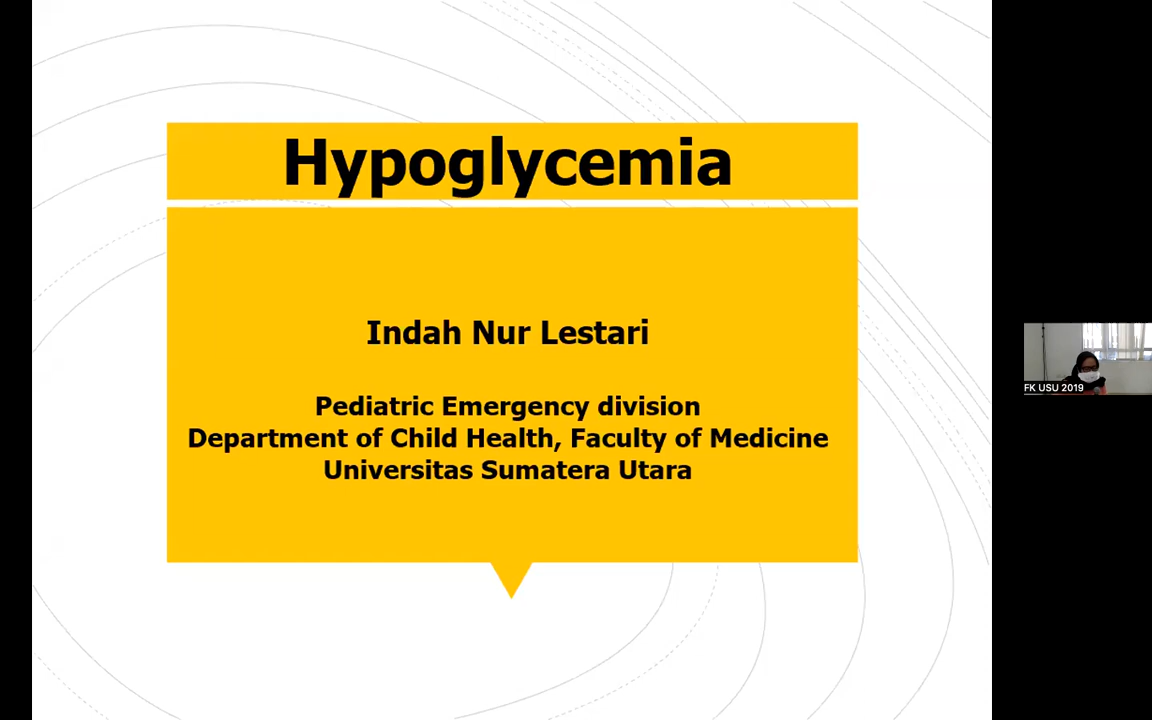 Hypoglycemia
Indah Nur Lestari
Pediatric Emergency division
Department of Child Health, Faculty of Medicine
Universitas Sumatera Utara
FK USU 2019